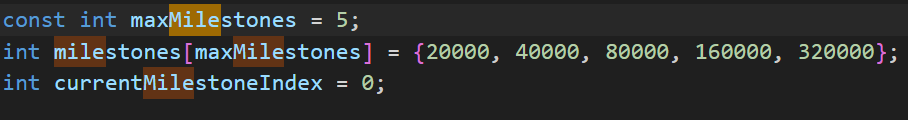 const int maxMilestones = 5;
int milestones[maxMilestones] = {20000, 40000, 80000, 160000, 320000};
int currentMilestoneIndex = 0;